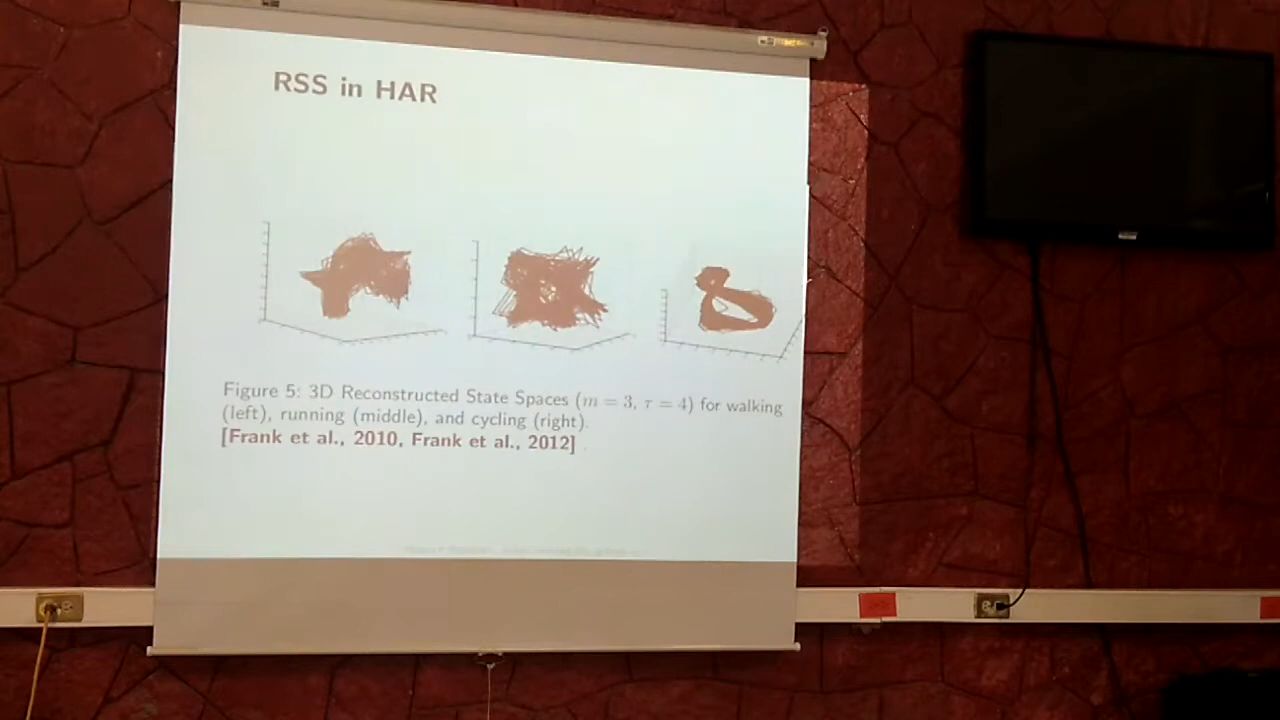 RSS in HAR
Figure 5: 3D Reconstructed State Spaces (m = 3, τ = 4) for walking
(left), running (middle), and cycling (right).
[Frank et al., 2010, Frank et al., 2012]